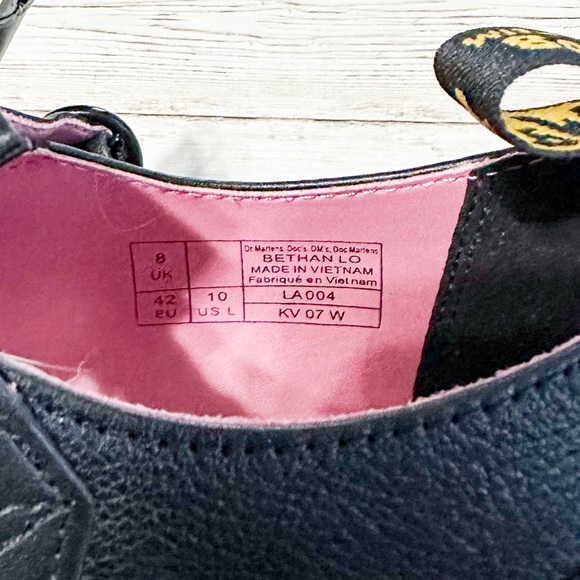 8
UK
42
EU
10
US L
Dr Martens, Doc's, DM's, Doc Martens
BETHAN LO
MADE IN VIETNAM
Fabriqué en Vietnam
LA004
KV 07 W